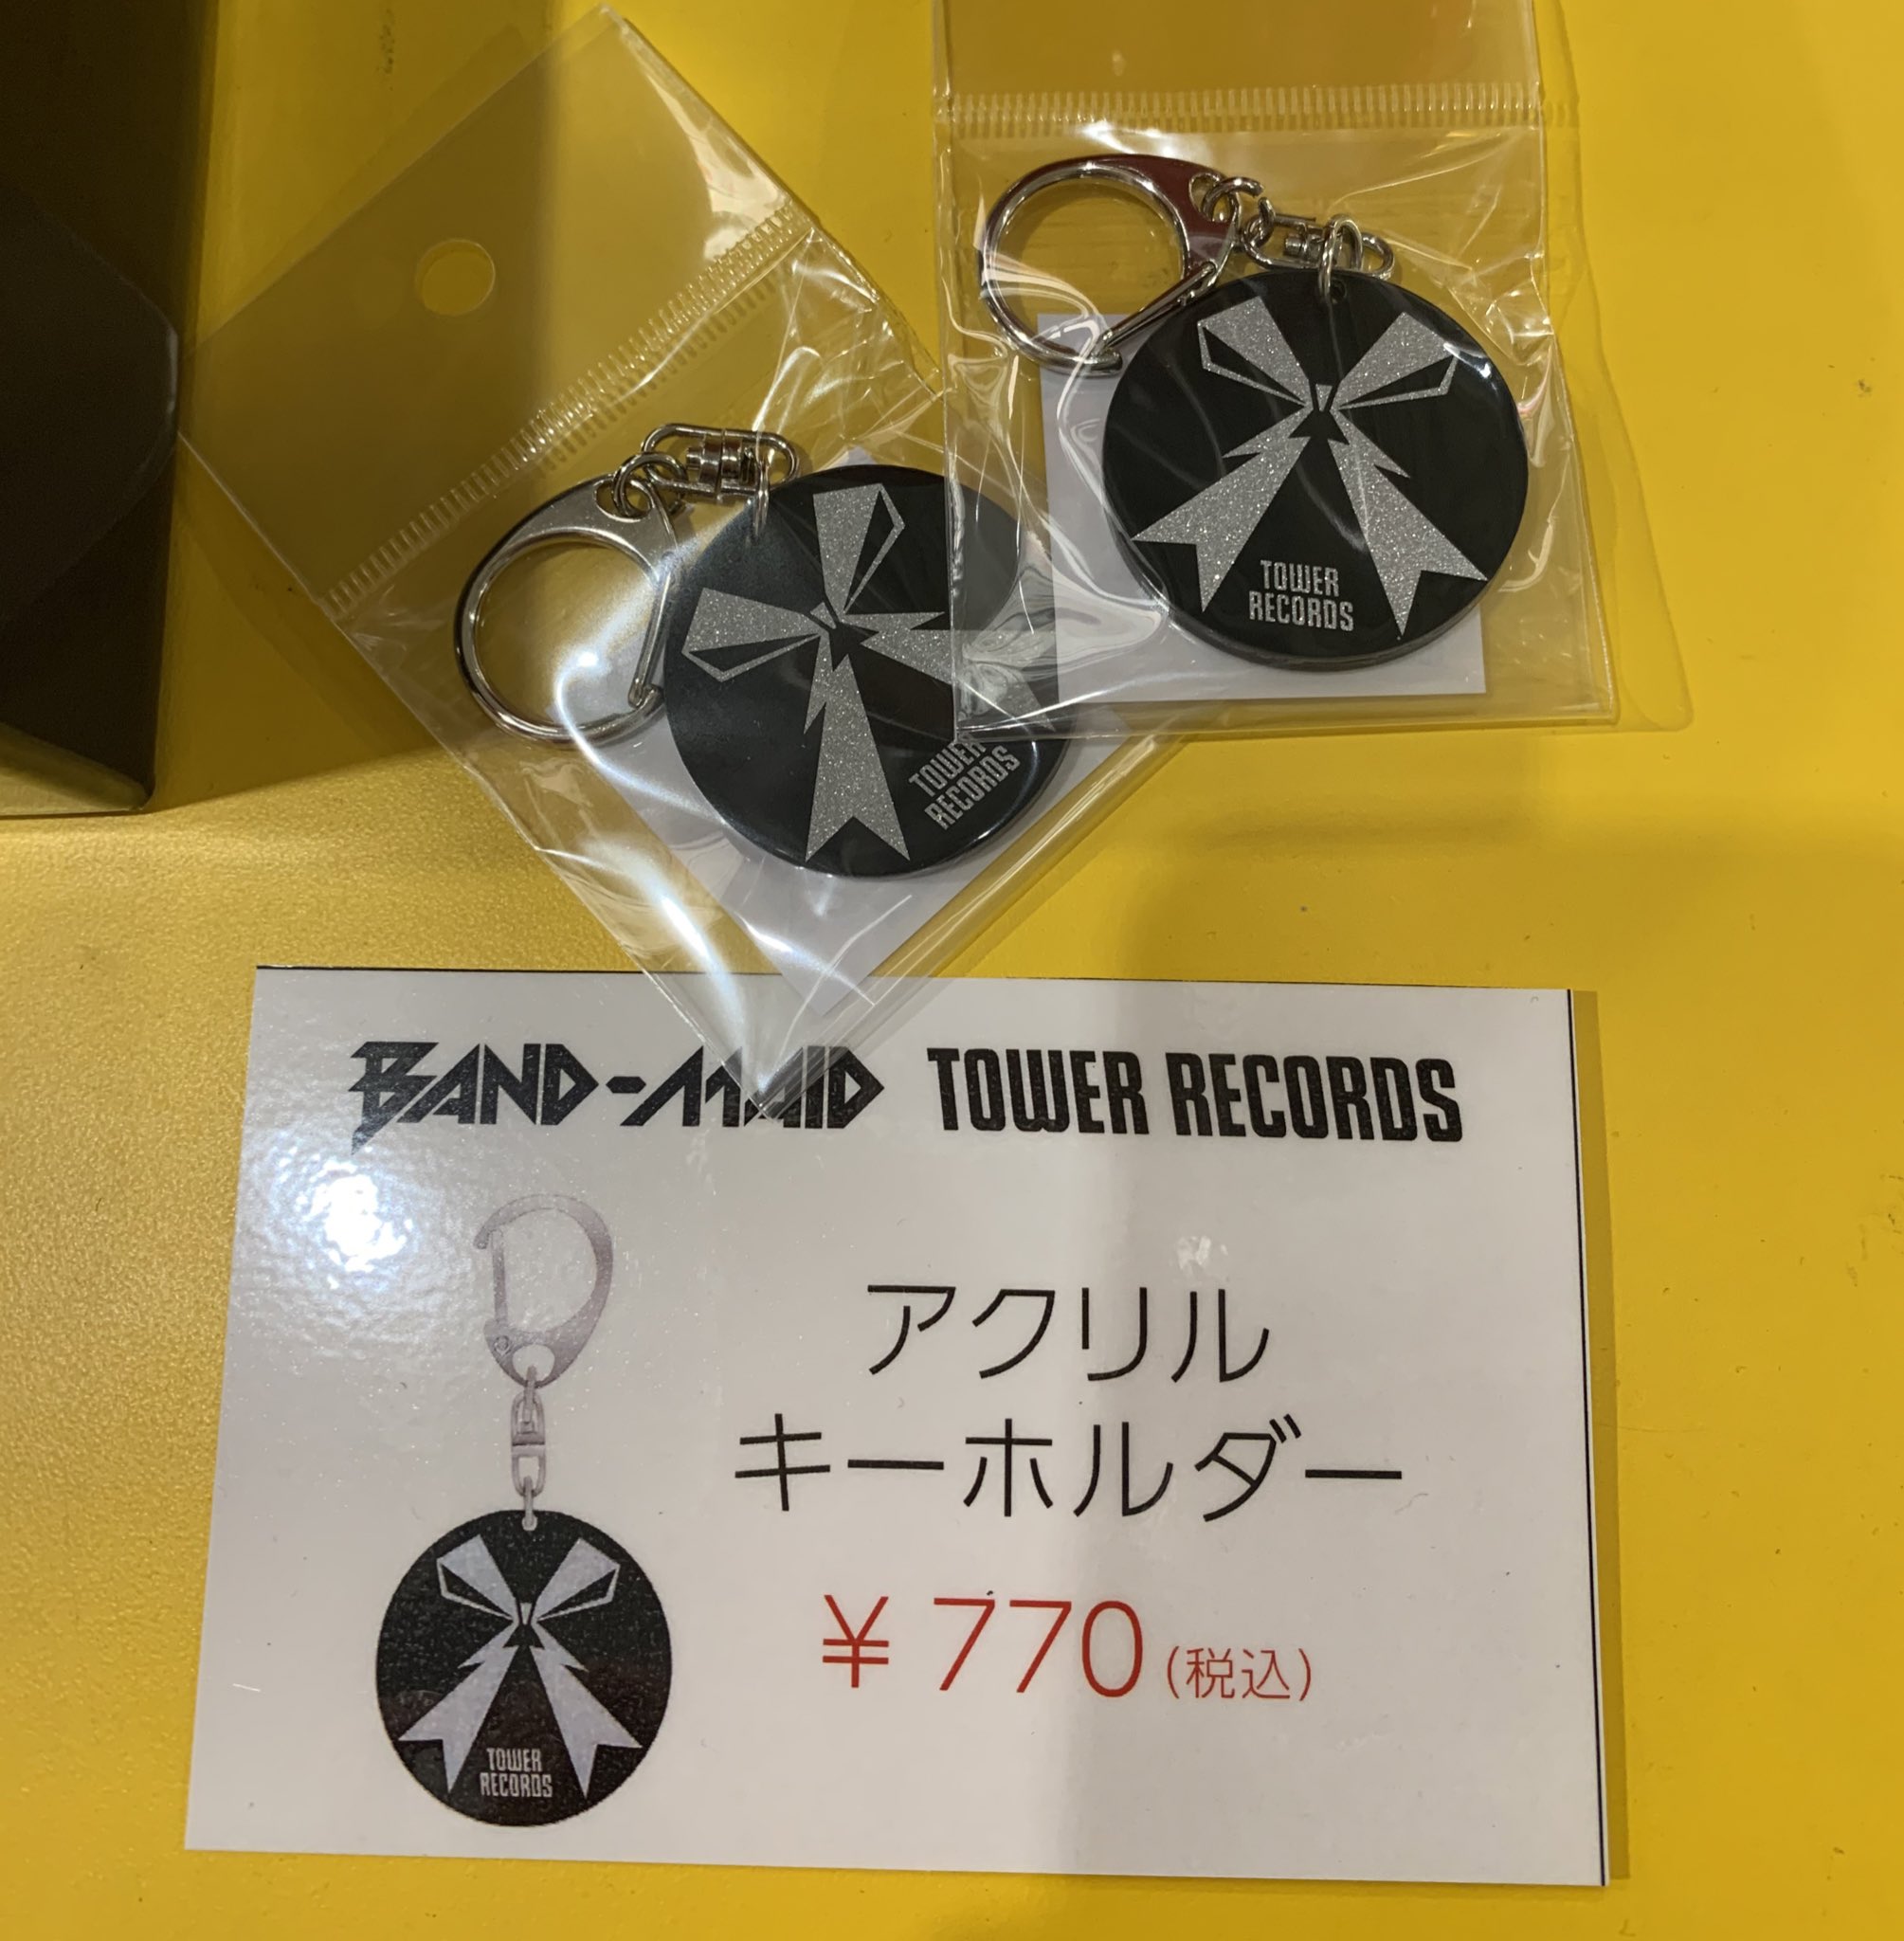 TOWER
RECORDS
TOWER
RECORDS
BAND-MAID TOWER RECORDS
アクリル
キーホルダー
¥770(税込)
TOWER
RECORDS